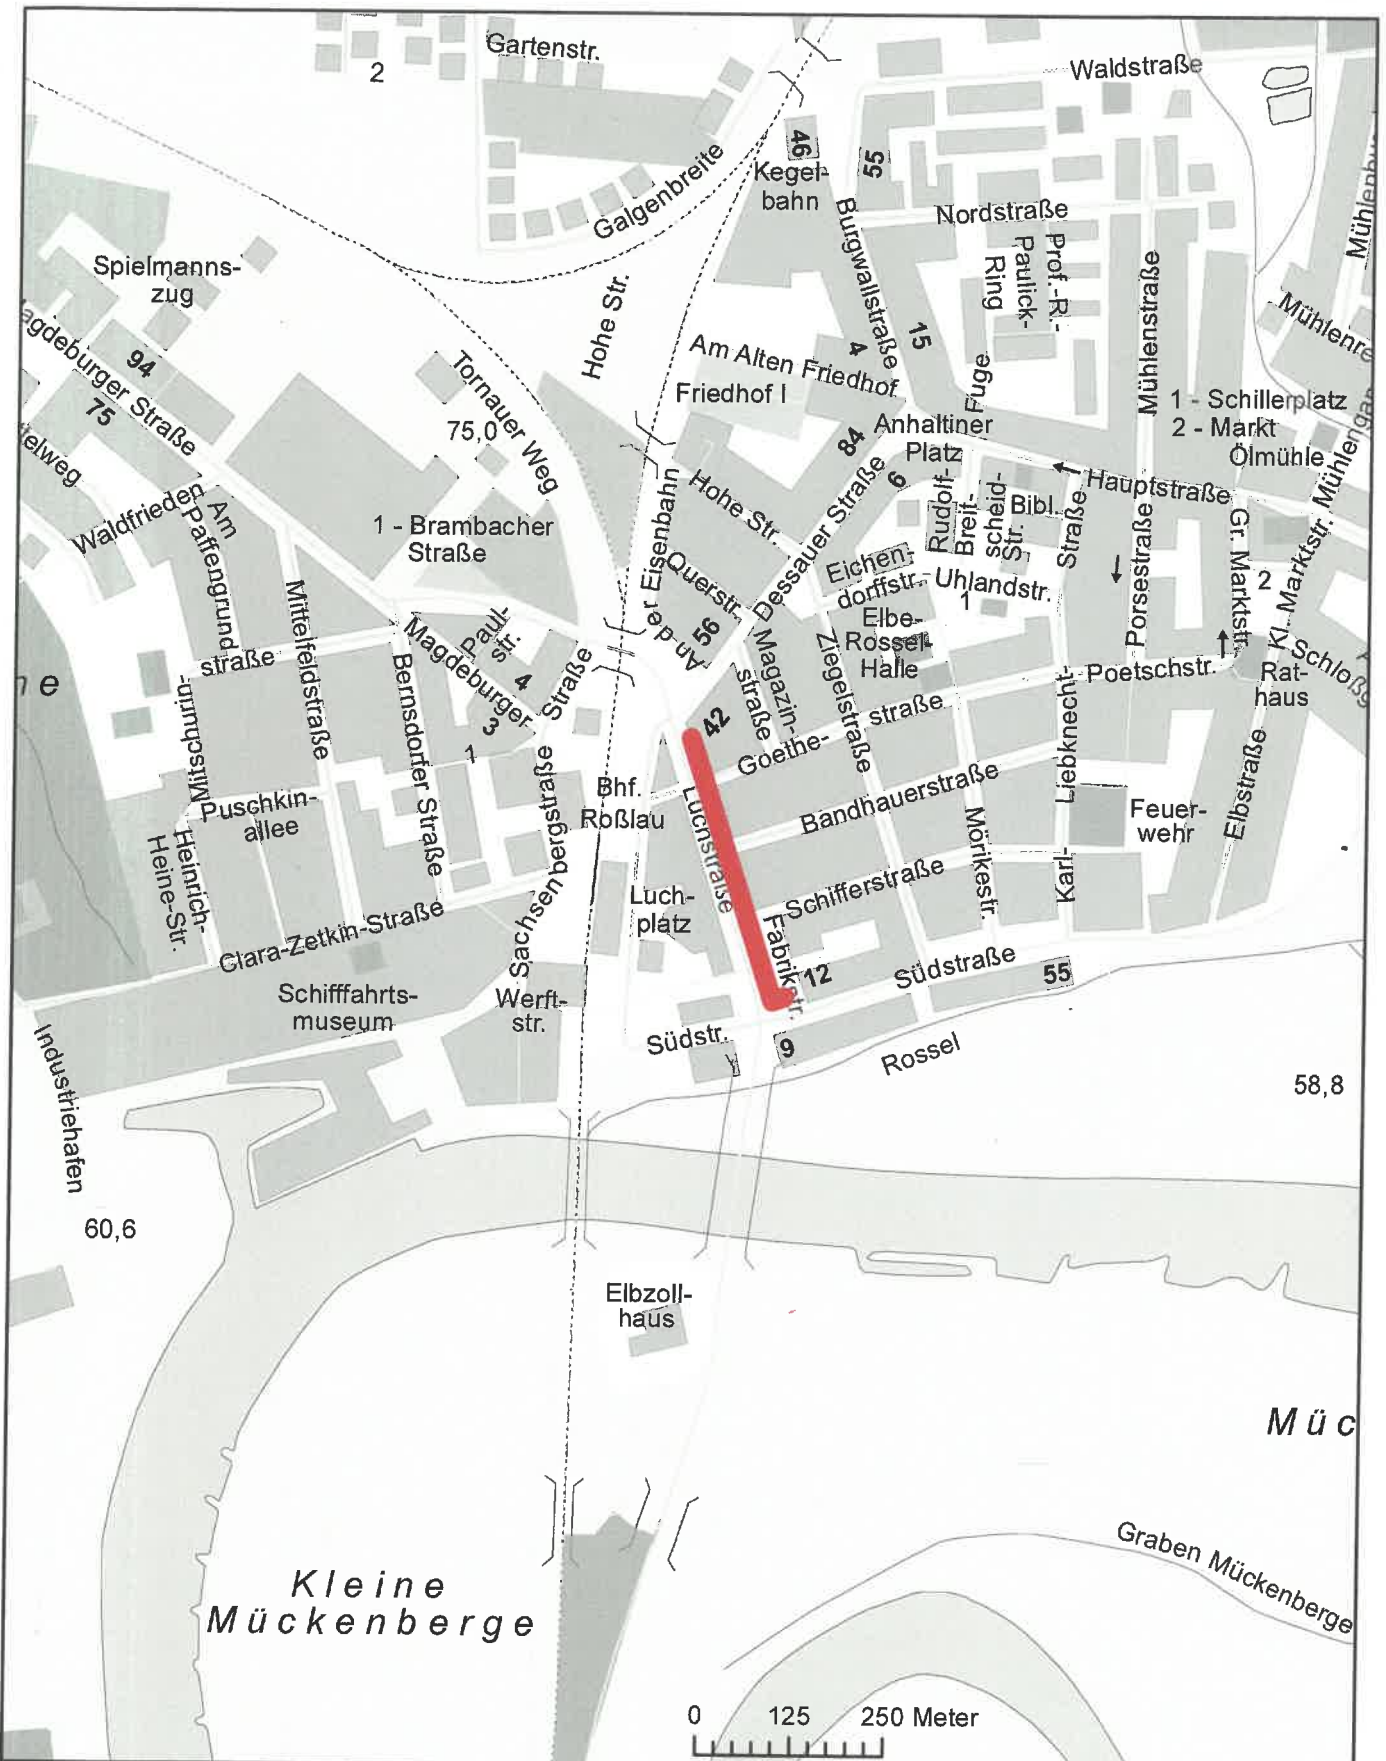 Gartenstr.
2
Waldstraße
46
Kegel-
bahn
55
Galgenbreite
Burgwallstraße
Nordstraße
Prof.-R.-
Paulick-
Ring
Spielmanns-
zug
Hohe Str.
Mühlenstraße
Mühlenre
agdeburger Straße
94
75
telweg
Tornauer Weg
75,0
Am Alten Friedhof
4
15
Friedhof I
Fuge
1 - Schillerplatz
2 - Markt
Ölmühle
Anhaltiner
Platz
84
6
Hauptstraße
Waldfrieden
Am
Paffengrund
1 - Brambacher
Straße
An der Eisenbahn
Hohe Str.
Dessauer Straße
Rudolf-
Breit-
scheid-
Str.
Bibl.
Straße
Porsestraße
Gr. Marktstr.
Kl. Marktstr.
Mühlengan
2
Querstr.
56
Eichen-
dorffstr.
Uhlandstr.
1
Elbe-
Rossel-
Halle
Mittelfeldstraße
straße
Mitschurin-
Bernsdorfer Straße
Magdeburger
Straße
Paul-
str.
4
3
1
Magazin-
straße
Ziegelstraße
Poetschstr.
Rat-
haus
Schloßg
n e
42
Goethe-
straße
Liebknecht-
Karl-
Elbstraße
Puschkin-
allee
Heinrich-
Heine-Str.
Sachsenbergstraße
Bhf.
Roßlau
Luchstraße
Bandhauerstraße
Feuer-
wehr
Mörikestr.
Luch-
platz
Schifferstraße
Fabrikstr.
Clara-Zetkin-Straße
Schifffahrts-
museum
Werft-
str.
12
Südstraße
55
Südstr.
9
Rossel
Industriehafen
58,8
60,6
Elbzoll-
haus
Müc
Kleine
Mückenberge
Graben Mückenberge
0 125 250 Meter